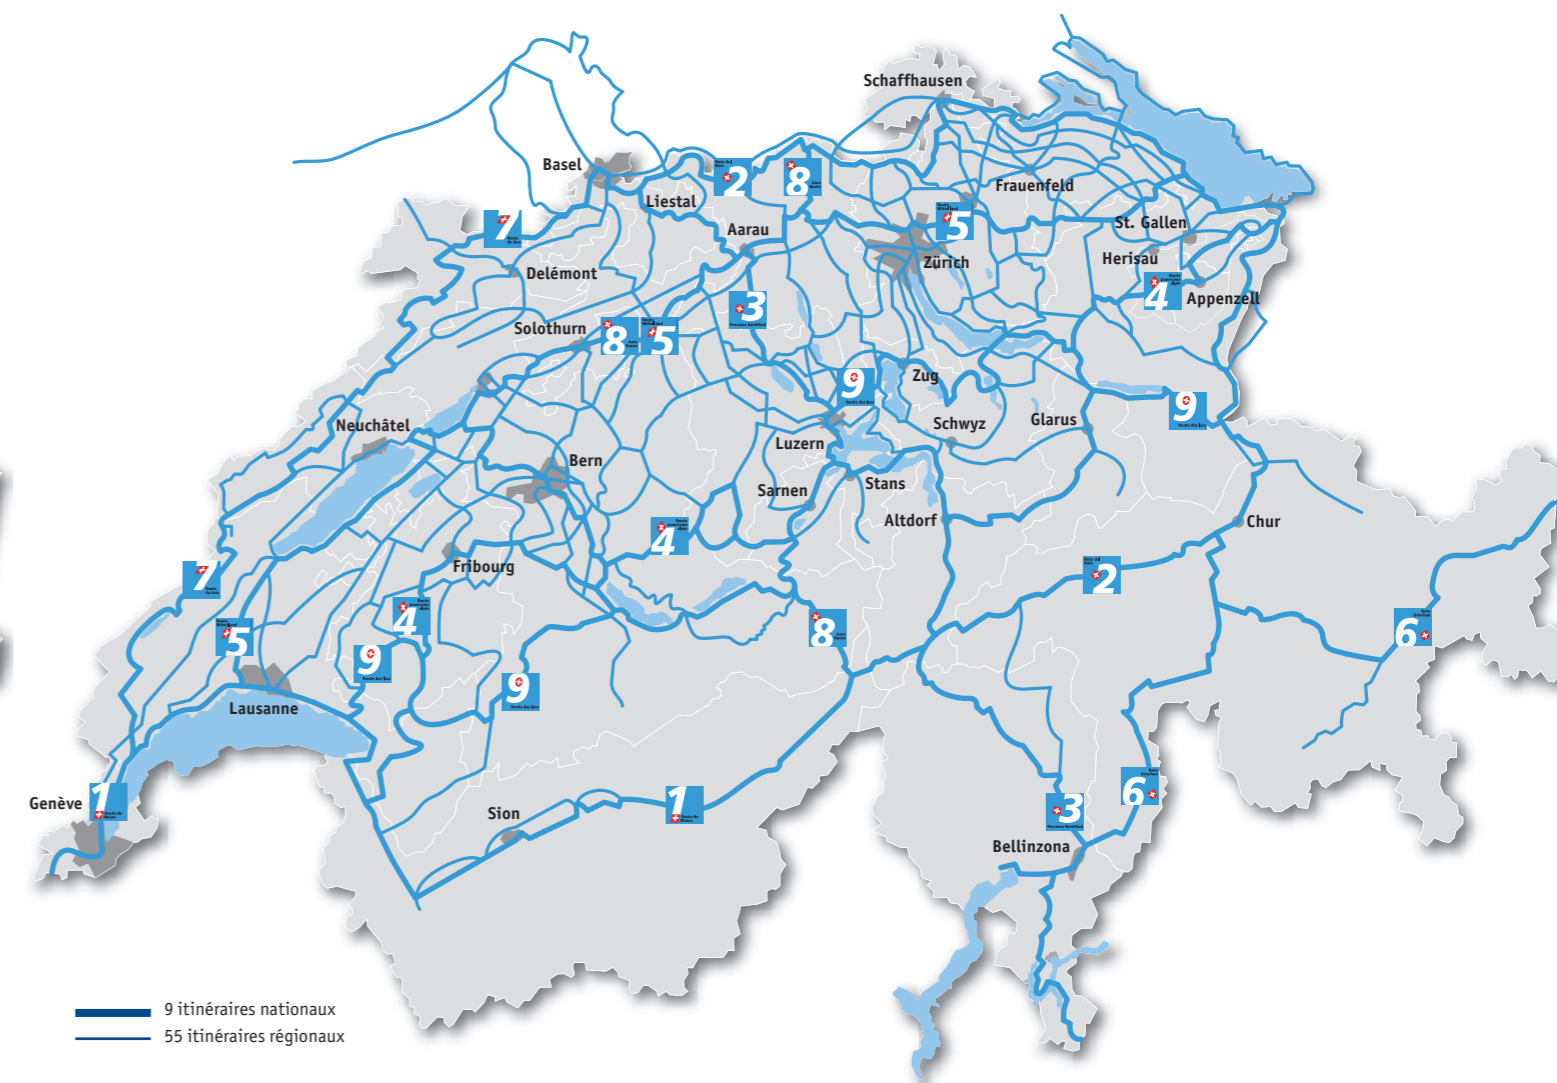 Schaffhausen
Basel
2
8
Frauenfeld
Liestal
7
5
St. Gallen
Aarau
Herisau
Zürich
Delémont
4
Appenzell
3
Solothurn
8
5
9
Zug
9
Neuchâtel
Schwyz
Glarus
Luzern
Bern
Sarnen
Stans
Altdorf
Chur
4
Fribourg
7
2
4
5
8
6
9
9
Lausanne
Genève
1
1
6
Sion
3
Bellinzona
9 itinéraires nationaux
55 itinéraires régionaux